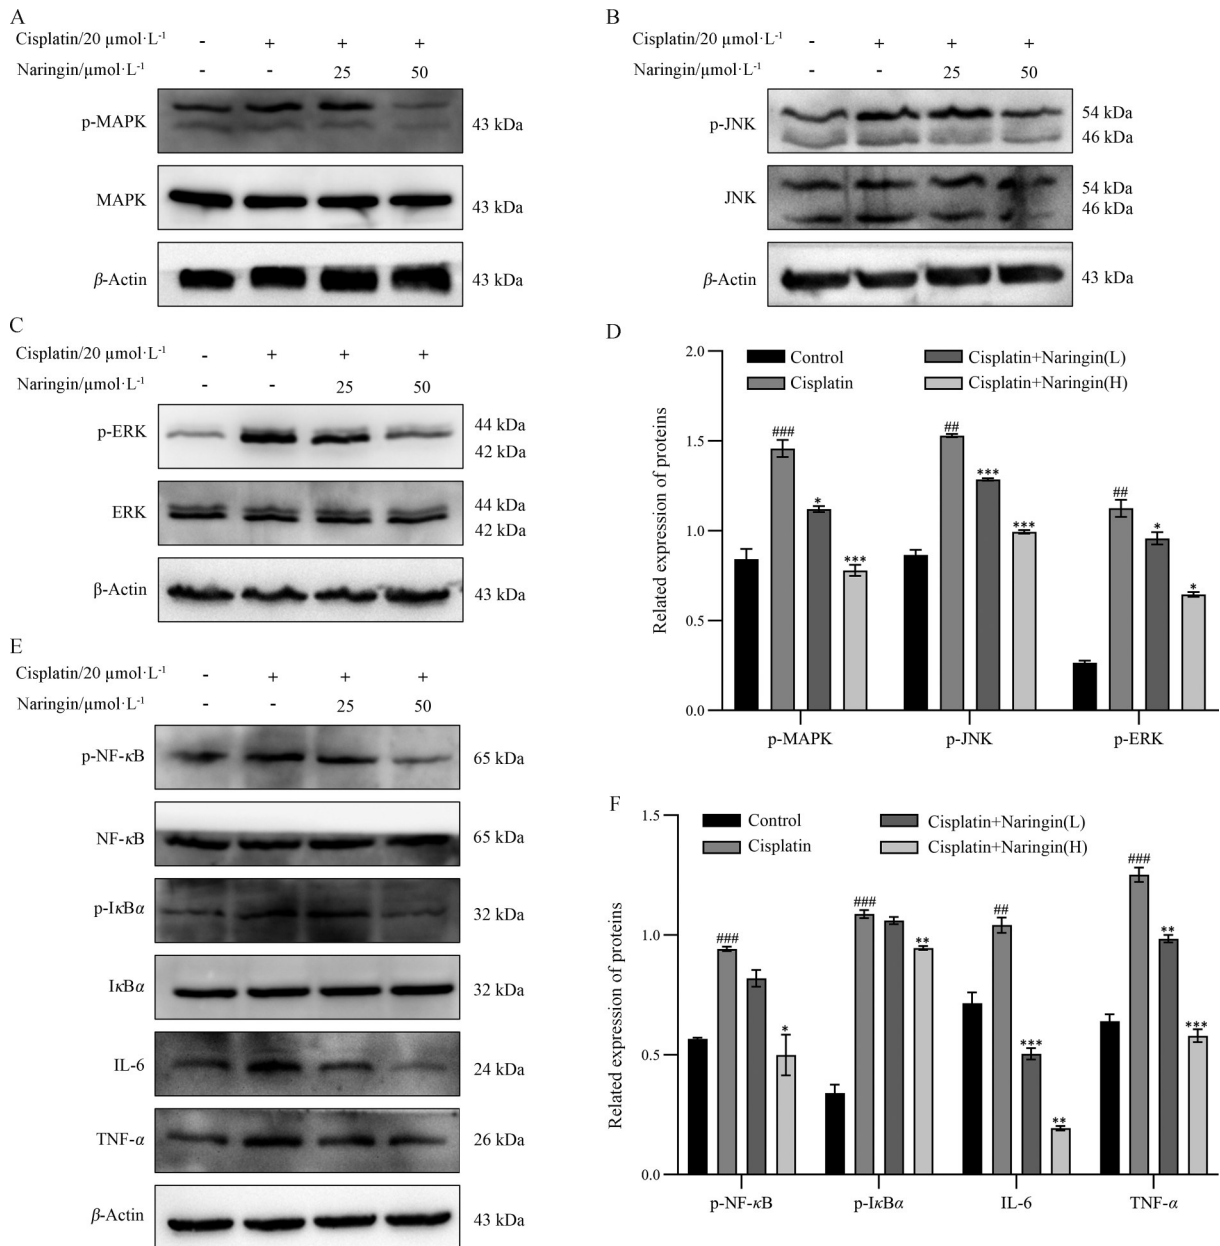 A
Cisplatin/20 µmol·L⁻¹ - + + +
Naringin/µmol·L⁻¹ - - 25 50
p-MAPK 43 kDa
MAPK 43 kDa
β-Actin 43 kDa
B
Cisplatin/20 µmol·L⁻¹ - + + +
Naringin/µmol·L⁻¹ - - 25 50
p-JNK 54 kDa
46 kDa
JNK 54 kDa
46 kDa
β-Actin 43 kDa
C
Cisplatin/20 µmol·L⁻¹ - + + +
Naringin/µmol·L⁻¹ - - 25 50
p-ERK 44 kDa
42 kDa
ERK 44 kDa
42 kDa
β-Actin 43 kDa
D
Control
Cisplatin
Cisplatin+Naringin(L)
Cisplatin+Naringin(H)
Related expression of proteins
2.0
1.5
1.0
0.5
0.0
### * ***
## *** ***
## * *
p-MAPK p-JNK p-ERK
E
Cisplatin/20 µmol·L⁻¹ - + + +
Naringin/µmol·L⁻¹ - - 25 50
p-NF-κB 65 kDa
NF-κB 65 kDa
p-IκBα 32 kDa
IκBα 32 kDa
IL-6 24 kDa
TNF-α 26 kDa
β-Actin 43 kDa
F
Control
Cisplatin
Cisplatin+Naringin(L)
Cisplatin+Naringin(H)
Related expression of proteins
1.5
1.0
0.5
0.0
### *
### **
## *** **
### ** ***
p-NF-κB p-IκBα IL-6 TNF-α